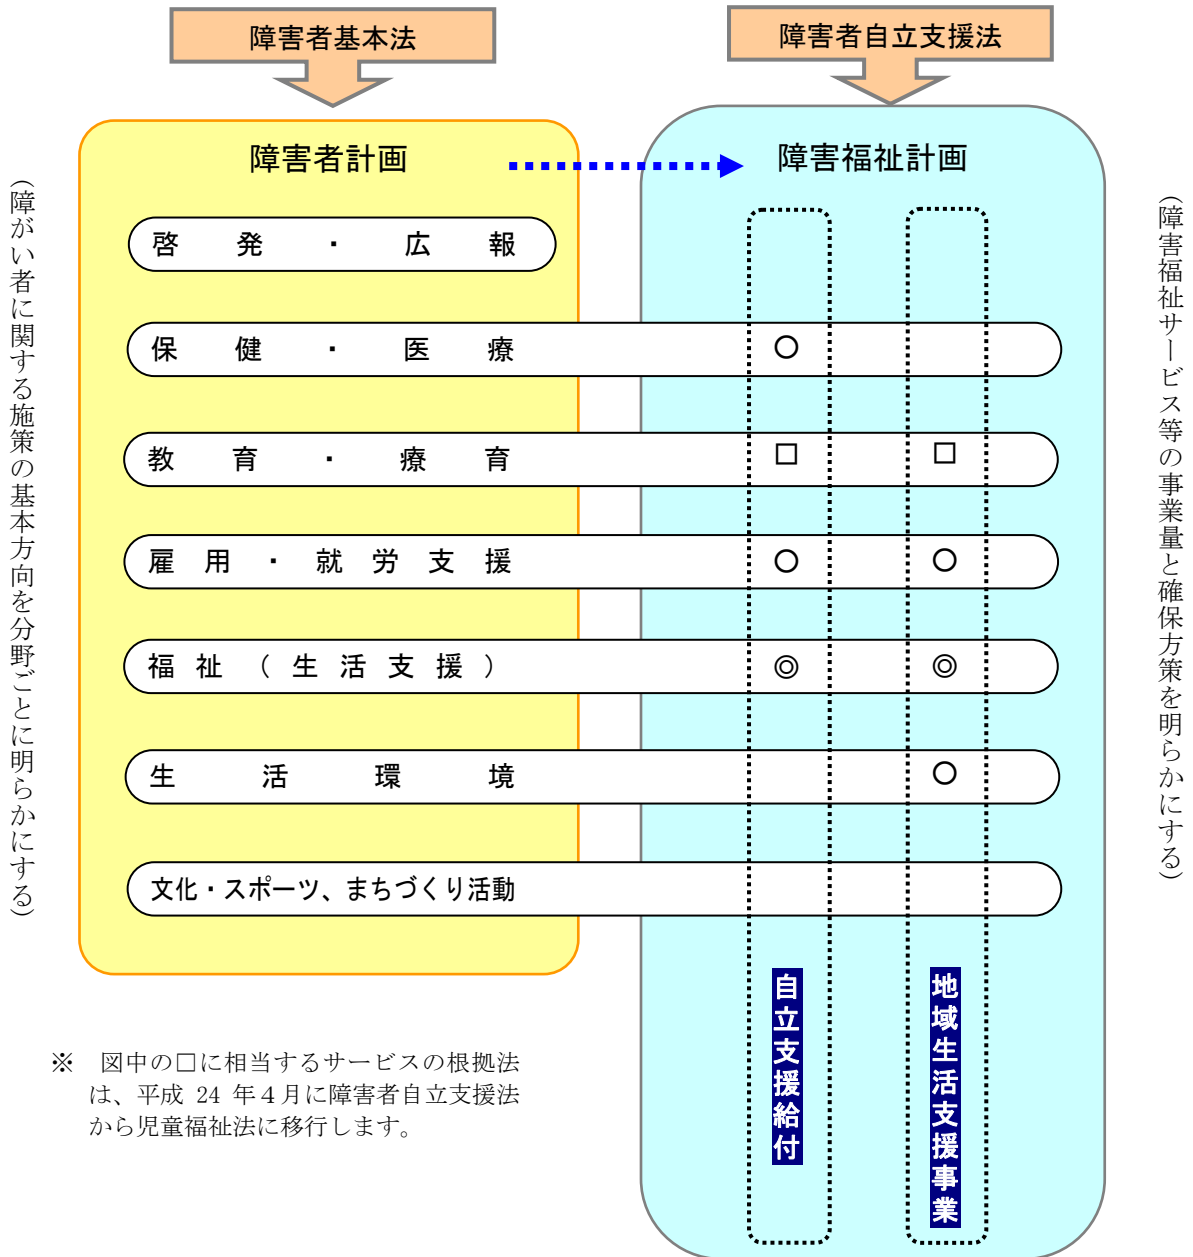 障害者基本法
障害者自立支援法
障害者計画
障害福祉計画
（障がい者に関する施策の基本方向を分野ごとに明らかにする）
（障害福祉サービス等の事業量と確保方策を明らかにする）
啓発・広報
保健・医療 ○
教育・療育 □ □
雇用・就労支援 ○ ○
福祉（生活支援） ◎ ◎
生活環境 ○
文化・スポーツ、まちづくり活動
自立支援給付
地域生活支援事業
※ 図中の□に相当するサービスの根拠法
は、平成 24 年４月に障害者自立支援法
から児童福祉法に移行します。